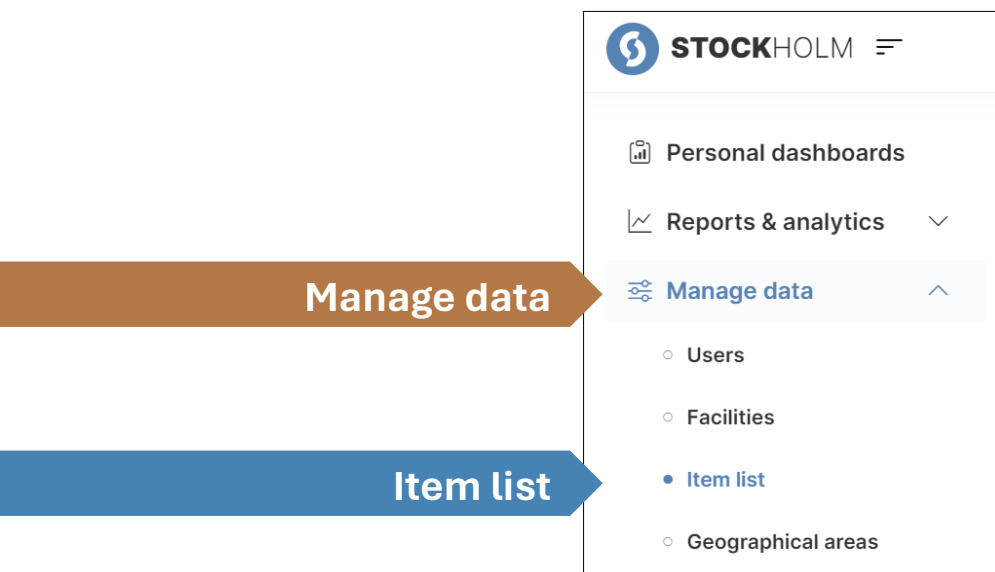 STOCKHOLM
Personal dashboards
Reports & analytics
Manage data
Manage data
Users
Facilities
Item list
Item list
Geographical areas